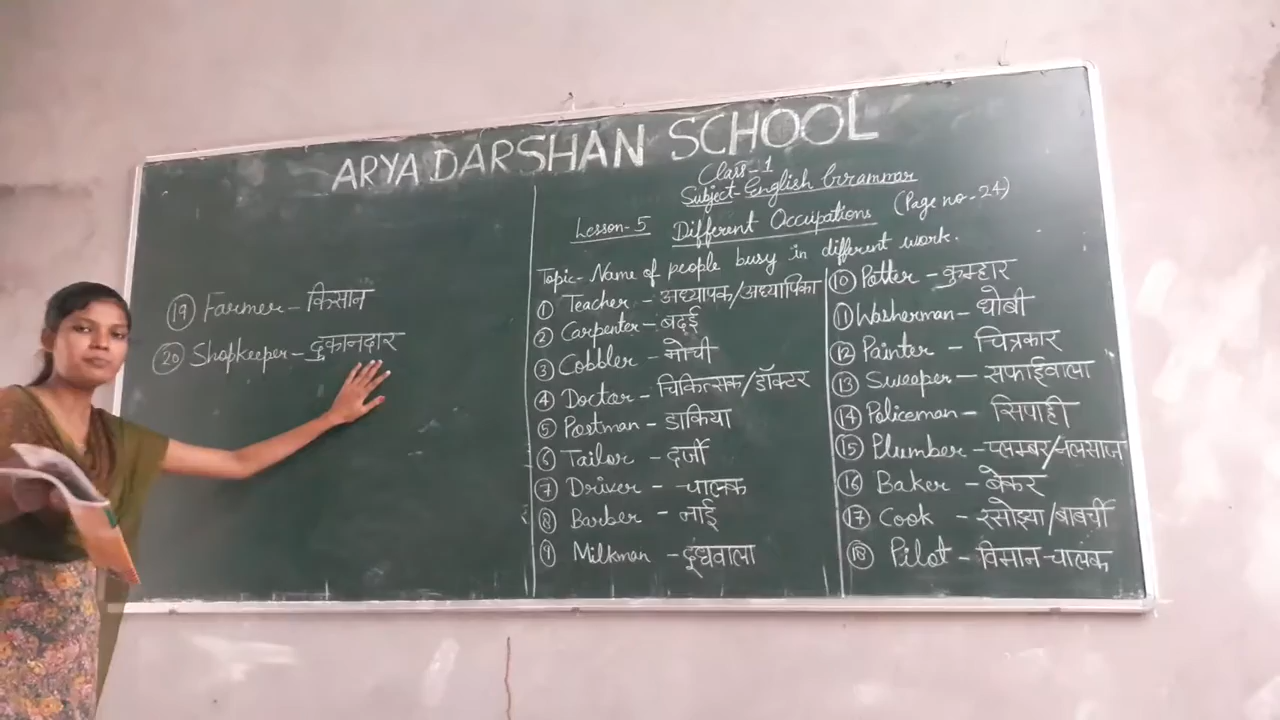 ARYA DARSHAN SCHOOL
Class-1
Subject-English Grammar
Lesson-5 Different Occupations (Page no-24)
Topic-Name of people busy in different work.
① Teacher - अध्यापक/अध्यापिका
② Carpenter - बढ़ई
③ Cobbler - मोची
④ Doctor - चिकित्सक/डॉक्टर
⑤ Postman - डाकिया
⑥ Tailor - दर्जी
⑦ Driver - चालक
⑧ Barber - नाई
⑨ Milkman - दूधवाला
⑩ Potter - कुम्हार
⑪ Washerman - धोबी
⑫ Painter - चित्रकार
⑬ Sweeper - सफाईवाला
⑭ Policeman - सिपाही
⑮ Plumber - प्लम्बर/नलसाज
⑯ Baker - बेकर
⑰ Cook - रसोइया/बाबर्ची
⑱ Pilot - विमान-चालक
⑲ Farmer - किसान
⑳ Shopkeeper - दुकानदार